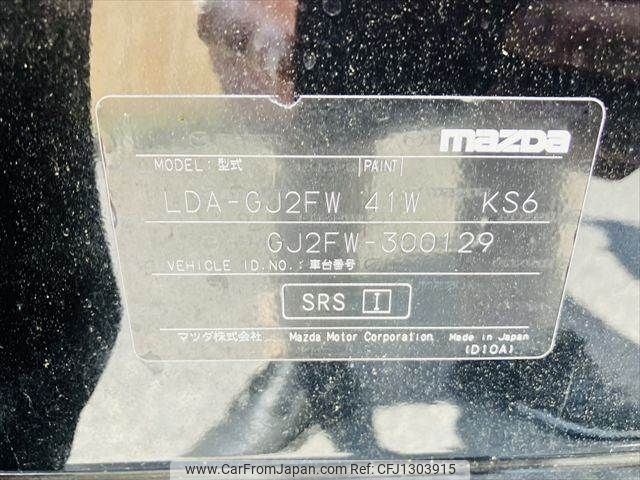 mazda
MODEL:型式 PAINT
LDA-GJ2FW 41W KS6
GJ2FW-300129
VEHICLE ID.NO.:車台番号
SRS I
マツダ株式会社 Mazda Motor Corporation Made in Japan
(D10A)
www.CarFromJapan.com - CFJ1303915